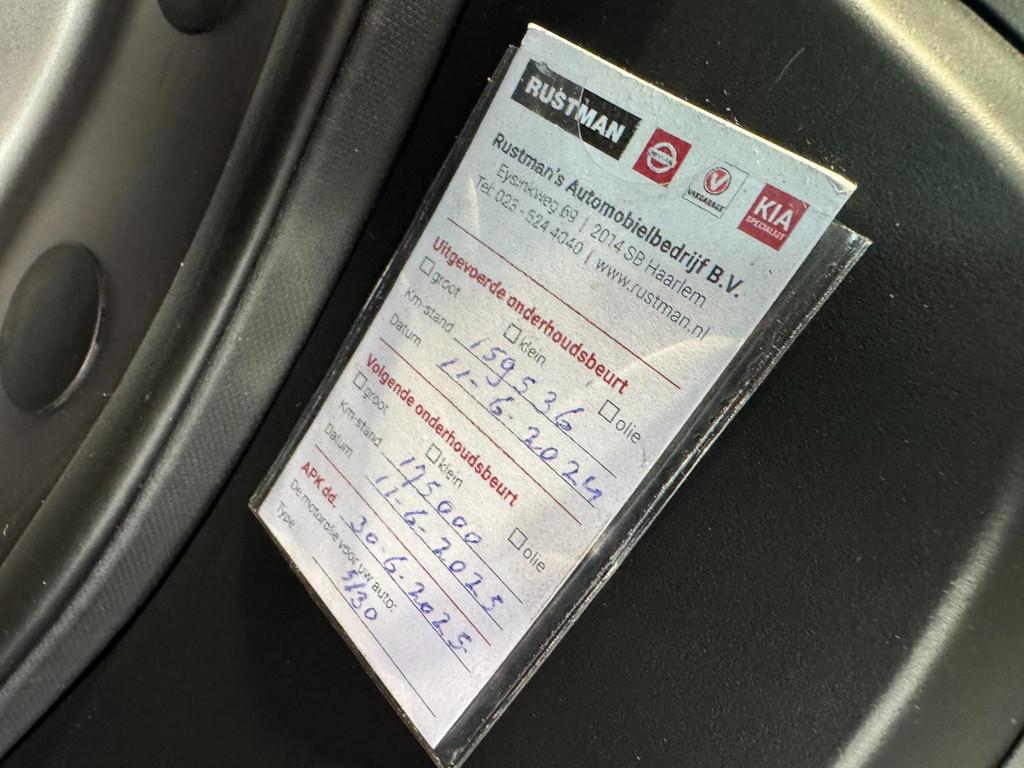 RUSTMAN
NISSAN
VAKGARAGE
KIA
SPECIALIST
Rustman's Automobielbedrijf B.V.
Eysinkweg 69 | 2014 SB Haarlem
Tel: 023 - 524 4040 | www.rustman.nl
Uitgevoerde onderhoudsbeurt
groot klein olie
Km-stand 159536
Datum 11-6-2024
Volgende onderhoudsbeurt
groot klein olie
Km-stand 175000
Datum 11-6-2025
APK dd. 30-6-2025
De motorolie voor uw auto:
Type 5/30